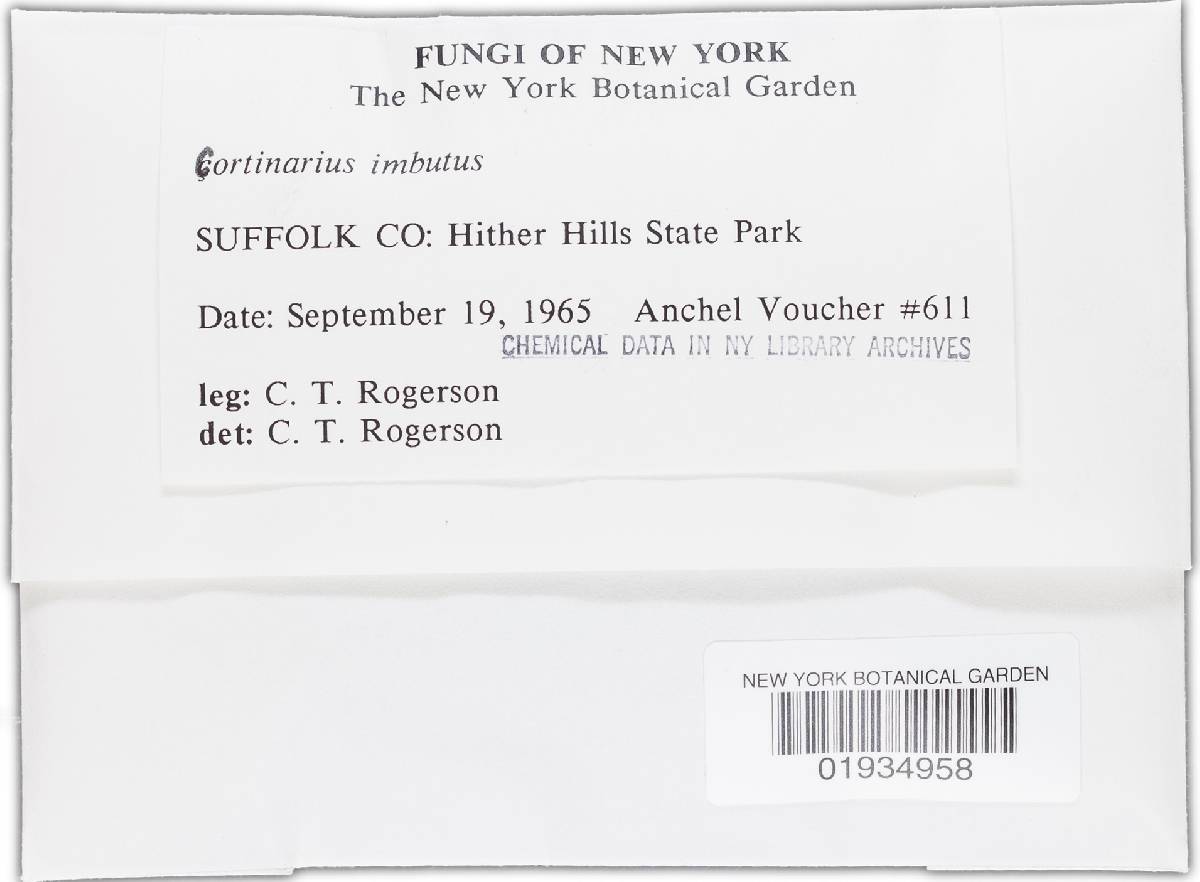 FUNGI OF NEW YORK
The New York Botanical Garden
Cortinarius imbutus
SUFFOLK CO: Hither Hills State Park
Date: September 19, 1965 Anchel Voucher #611
CHEMICAL DATA IN NY LIBRARY ARCHIVES
leg: C. T. Rogerson
det: C. T. Rogerson
NEW YORK BOTANICAL GARDEN
01934958